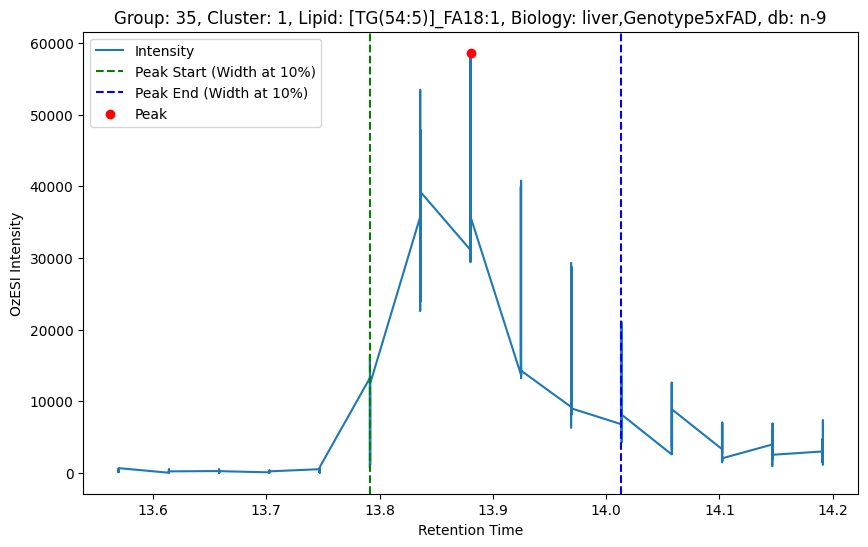 Group: 35, Cluster: 1, Lipid: [TG(54:5)]_FA18:1, Biology: liver,Genotype5xFAD, db: n-9
Intensity
Peak Start (Width at 10%)
Peak End (Width at 10%)
Peak
60000
50000
40000
30000
20000
10000
0
OzESI Intensity
13.6 13.7 13.8 13.9 14.0 14.1 14.2
Retention Time